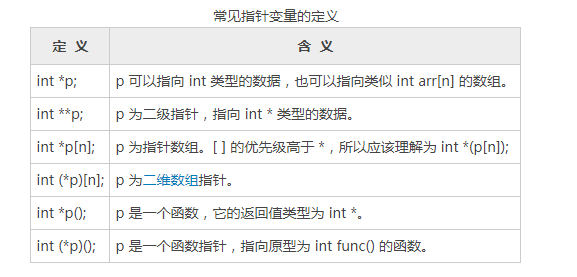 常见指针变量的定义
定 义 含 义
int *p; p 可以指向 int 类型的数据，也可以指向类似 int arr[n] 的数组。
int **p; p 为二级指针，指向 int * 类型的数据。
int *p[n]; p 为指针数组。[ ] 的优先级高于 *，所以应该理解为 int *(p[n]);
int (*p)[n]; p 为二维数组指针。
int *p(); p 是一个函数，它的返回值类型为 int *。
int (*p)(); p 是一个函数指针，指向原型为 int func() 的函数。